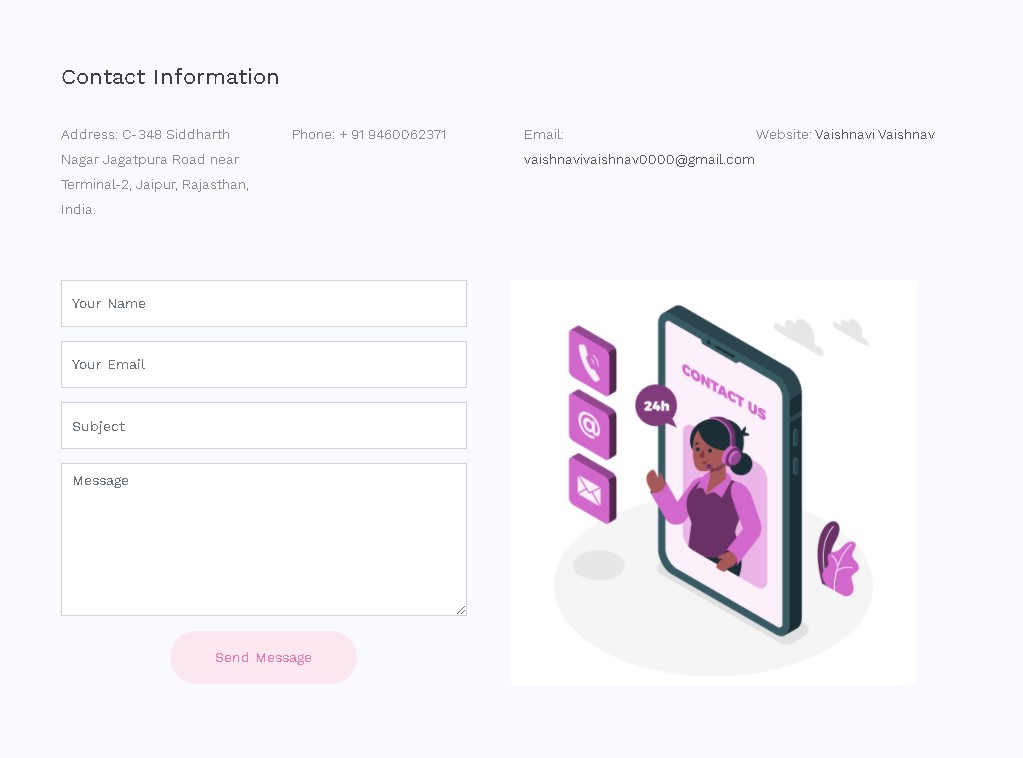 Contact Information
Address: C-348 Siddharth
Nagar Jagatpura Road near
Terminal-2, Jaipur, Rajasthan,
India.
Phone: + 91 9460062371
Email:
vaishnavivaishnav0000@gmail.com
Website: Vaishnavi Vaishnav
Your Name
Your Email
Subject
Message
Send Message
CONTACT US
24h
@